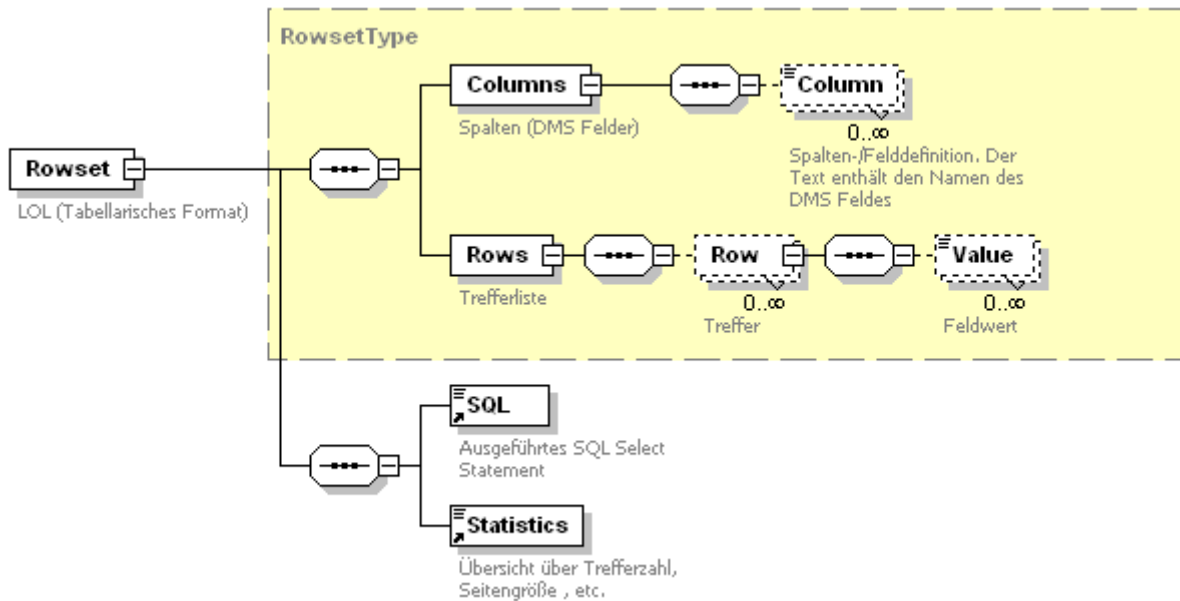 RowsetType
Columns
Spalten (DMS Felder)
Column
0..∞
Spalten-/Felddefinition. Der
Text enthält den Namen des
DMS Feldes
Rowset
LOL (Tabellarisches Format)
Rows
Trefferliste
Row
0..∞
Treffer
Value
0..∞
Feldwert
SQL
Ausgeführtes SQL Select
Statement
Statistics
Übersicht über Trefferzahl,
Seitengröße , etc.